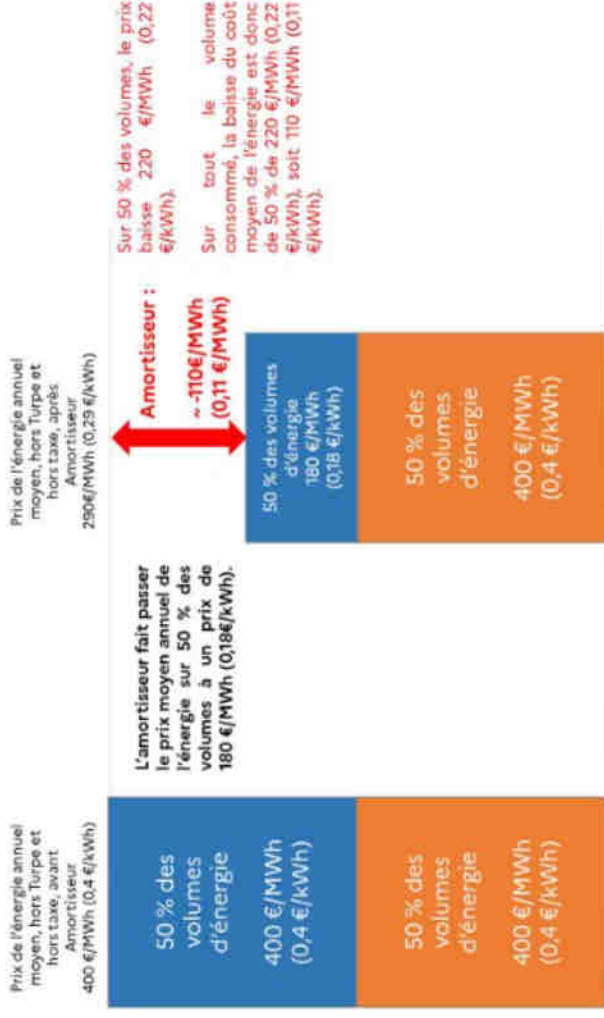 Prix de l'énergie annuel
moyen, hors Turpe et
hors taxe, avant
Amortisseur
400 €/MWh (0,4 €/kWh)
50 % des
volumes
d'énergie
400 €/MWh
(0,4 €/kWh)
50 % des
volumes
d'énergie
400 €/MWh
(0,4 €/kWh)
L'amortisseur fait passer
le prix moyen annuel de
l'énergie sur 50 % des
volumes à un prix de
180 €/MWh (0,18€/kWh).
Prix de l'énergie annuel
moyen, hors Turpe et
hors taxe, après
Amortisseur
290€/MWh (0,29 €/kWh)
Amortisseur :
~ -110€/MWh
(0,11 €/MWh)
50 % des volumes
d'énergie
180 €/MWh
(0,18 €/kWh)
50 % des
volumes
d'énergie
400 €/MWh
(0,4 €/kWh)
Sur 50 % des volumes, le prix
baisse 220 €/MWh (0,22
€/kWh).
Sur tout le volume
consommé, la baisse du coût
moyen de l'énergie est donc
de 50 % de 220 €/MWh (0,22
€/kWh), soit 110 €/MWh (0,11
€/kWh).